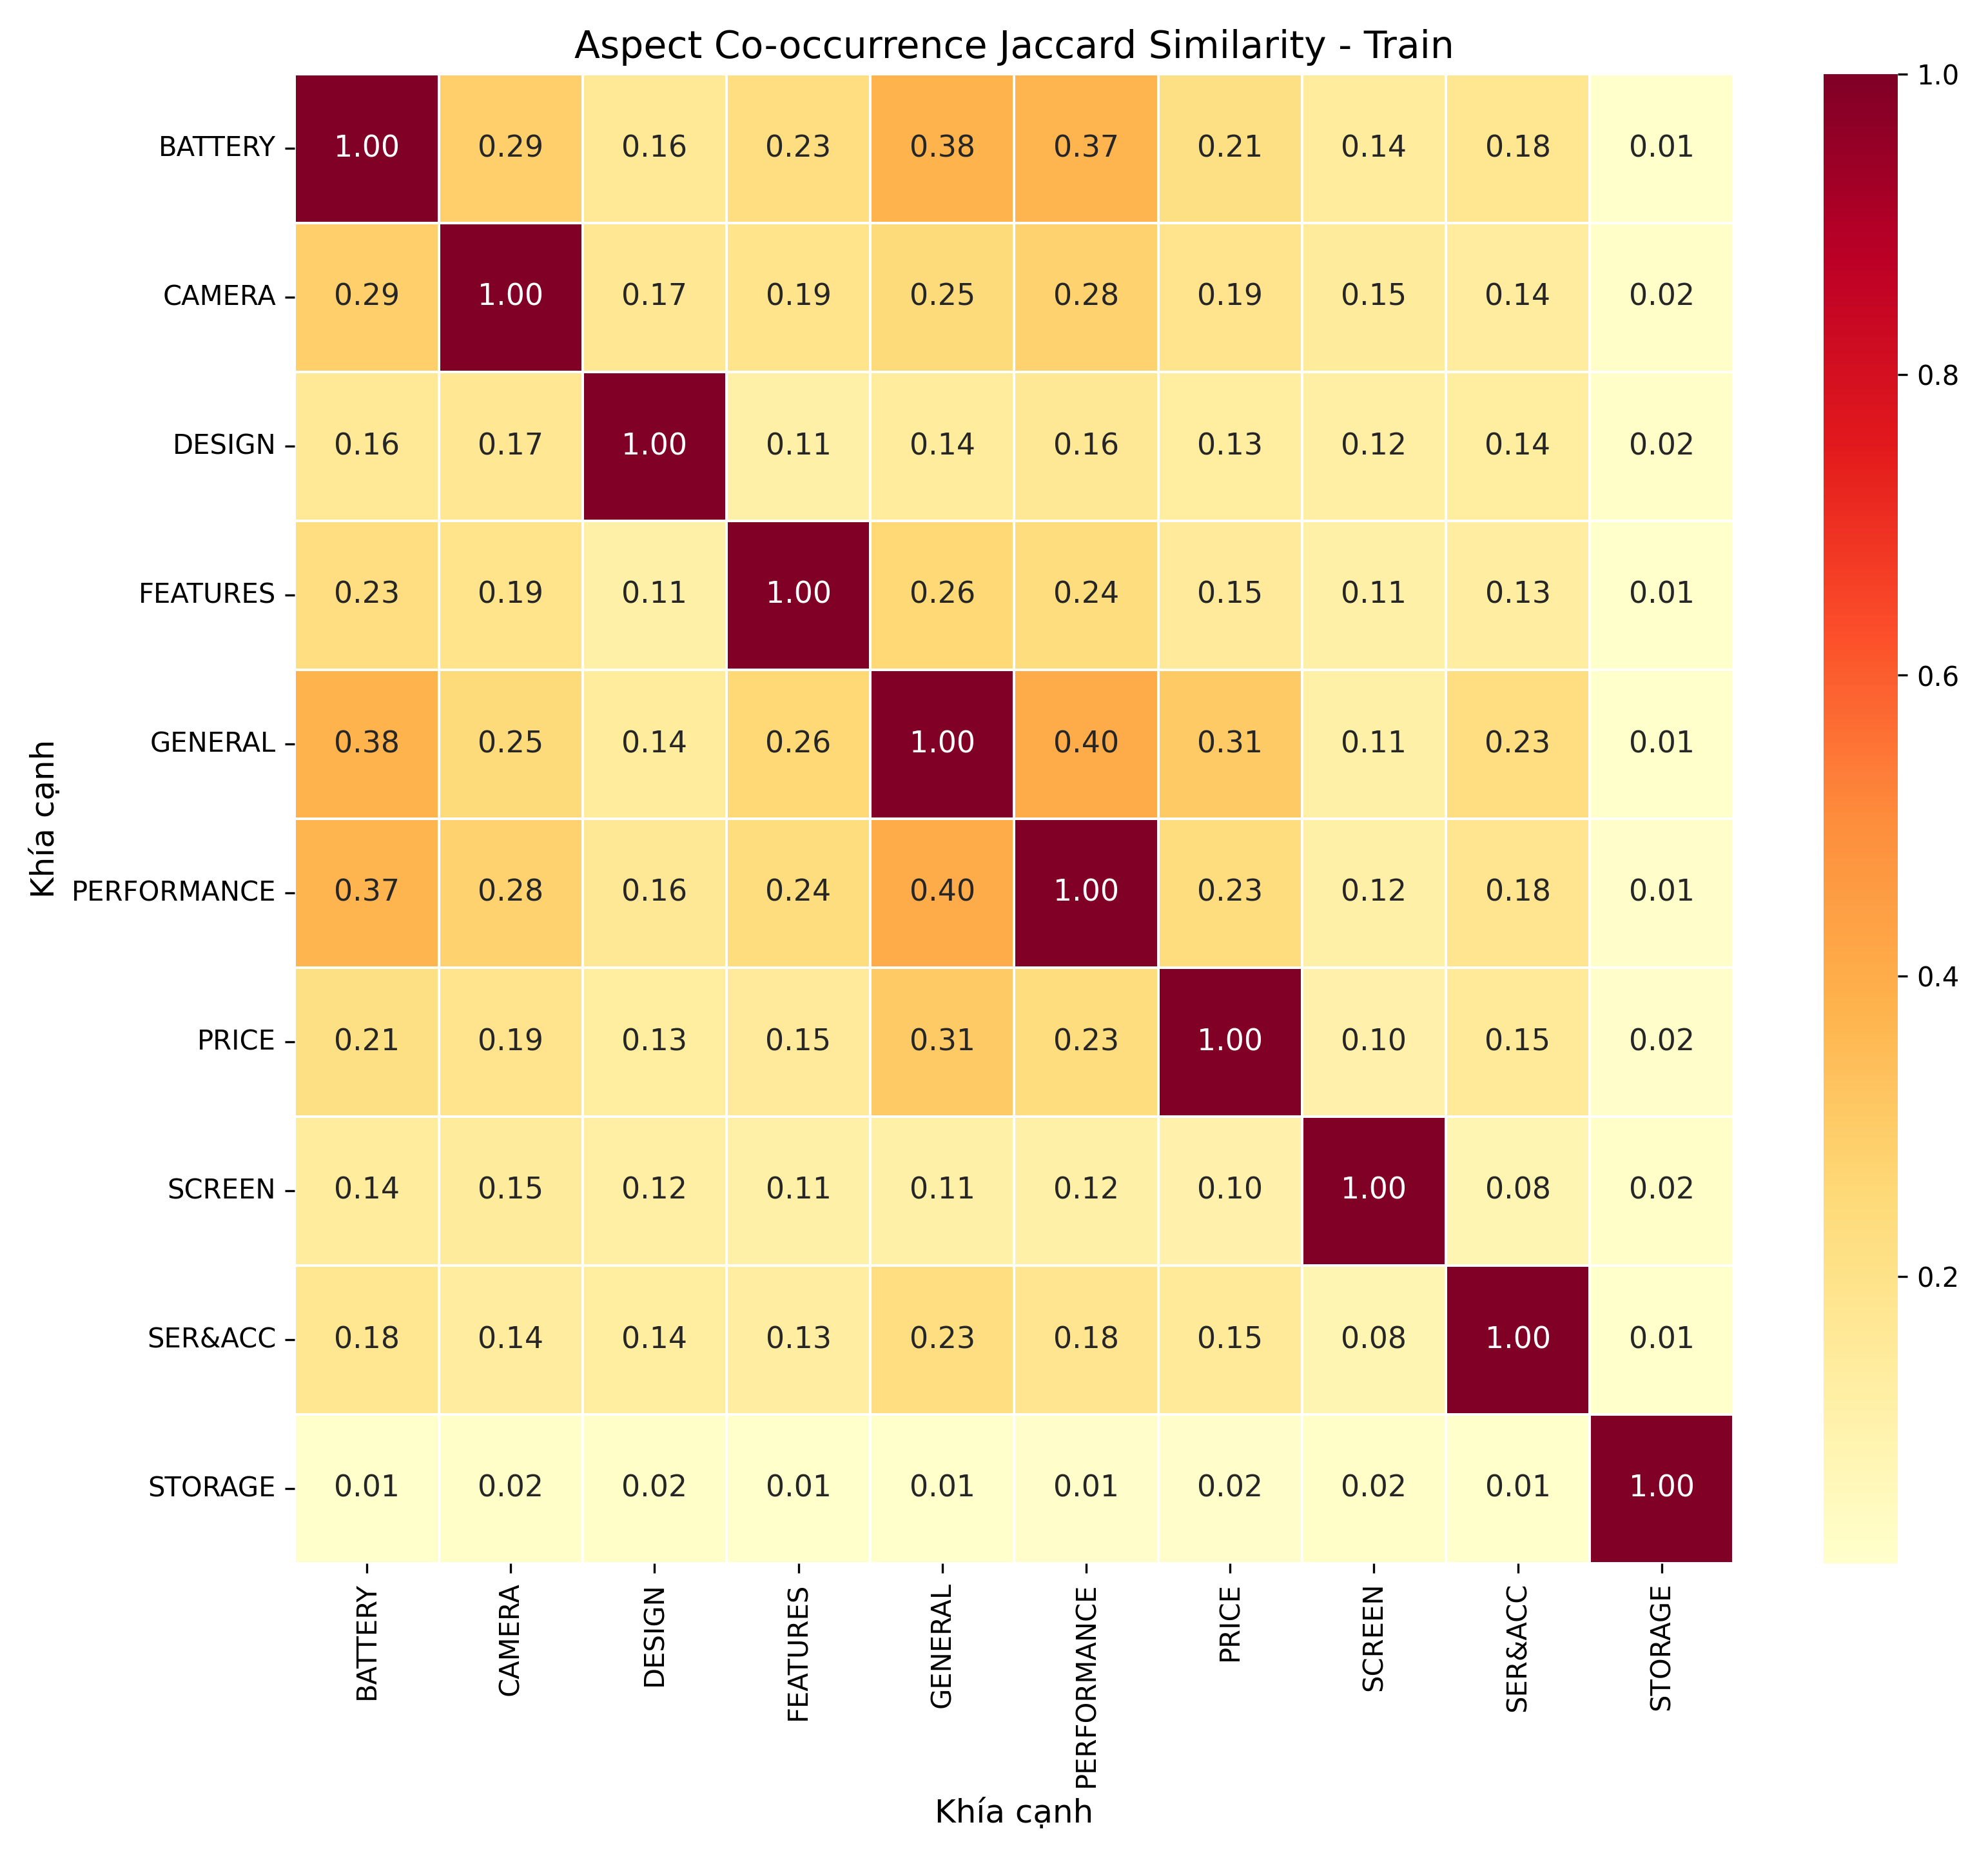 Aspect Co-occurrence Jaccard Similarity - Train
BATTERY 1.00 0.29 0.16 0.23 0.38 0.37 0.21 0.14 0.18 0.01
CAMERA 0.29 1.00 0.17 0.19 0.25 0.28 0.19 0.15 0.14 0.02
DESIGN 0.16 0.17 1.00 0.11 0.14 0.16 0.13 0.12 0.14 0.02
FEATURES 0.23 0.19 0.11 1.00 0.26 0.24 0.15 0.11 0.13 0.01
GENERAL 0.38 0.25 0.14 0.26 1.00 0.40 0.31 0.11 0.23 0.01
PERFORMANCE 0.37 0.28 0.16 0.24 0.40 1.00 0.23 0.12 0.18 0.01
PRICE 0.21 0.19 0.13 0.15 0.31 0.23 1.00 0.10 0.15 0.02
SCREEN 0.14 0.15 0.12 0.11 0.11 0.12 0.10 1.00 0.08 0.02
SER&ACC 0.18 0.14 0.14 0.13 0.23 0.18 0.15 0.08 1.00 0.01
STORAGE 0.01 0.02 0.02 0.01 0.01 0.01 0.02 0.02 0.01 1.00
BATTERY CAMERA DESIGN FEATURES GENERAL PERFORMANCE PRICE SCREEN SER&ACC STORAGE
Khía cạnh
Khía cạnh
1.0
0.8
0.6
0.4
0.2